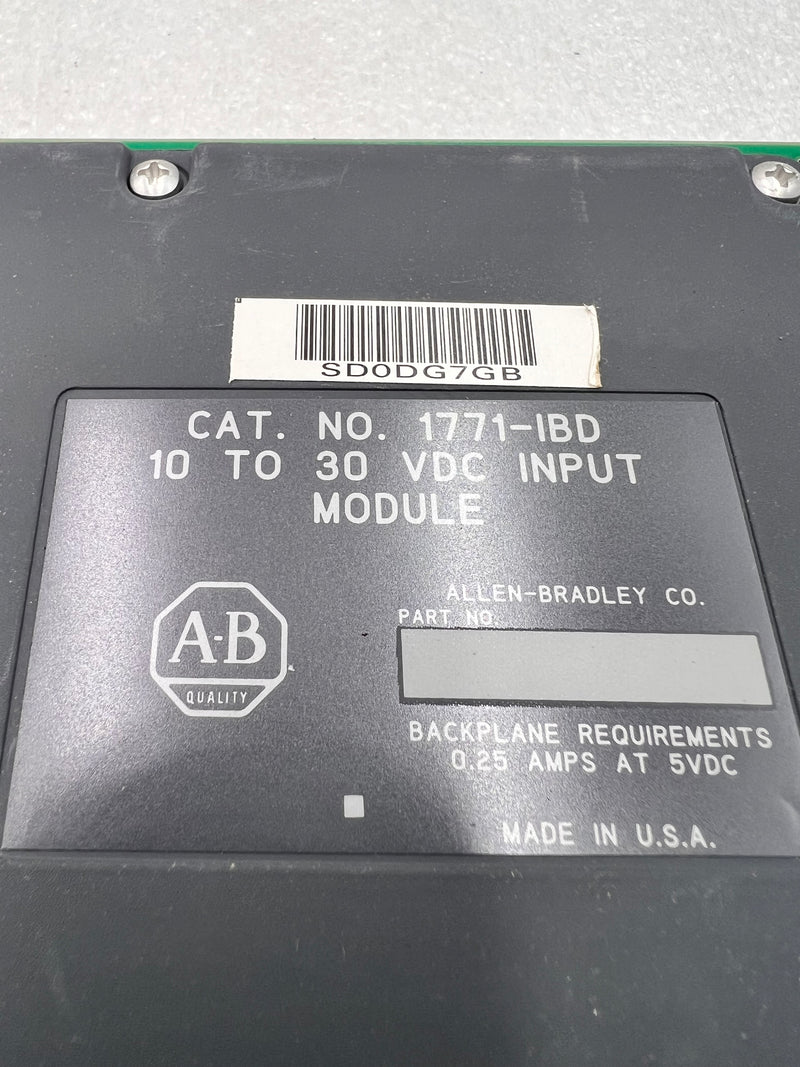 SD0DG7GB
CAT. NO. 1771-IBD
10 TO 30 VDC INPUT
MODULE
ALLEN-BRADLEY CO.
PART NO.
A-B
QUALITY
BACKPLANE REQUIREMENTS
0.25 AMPS AT 5VDC
MADE IN U.S.A.